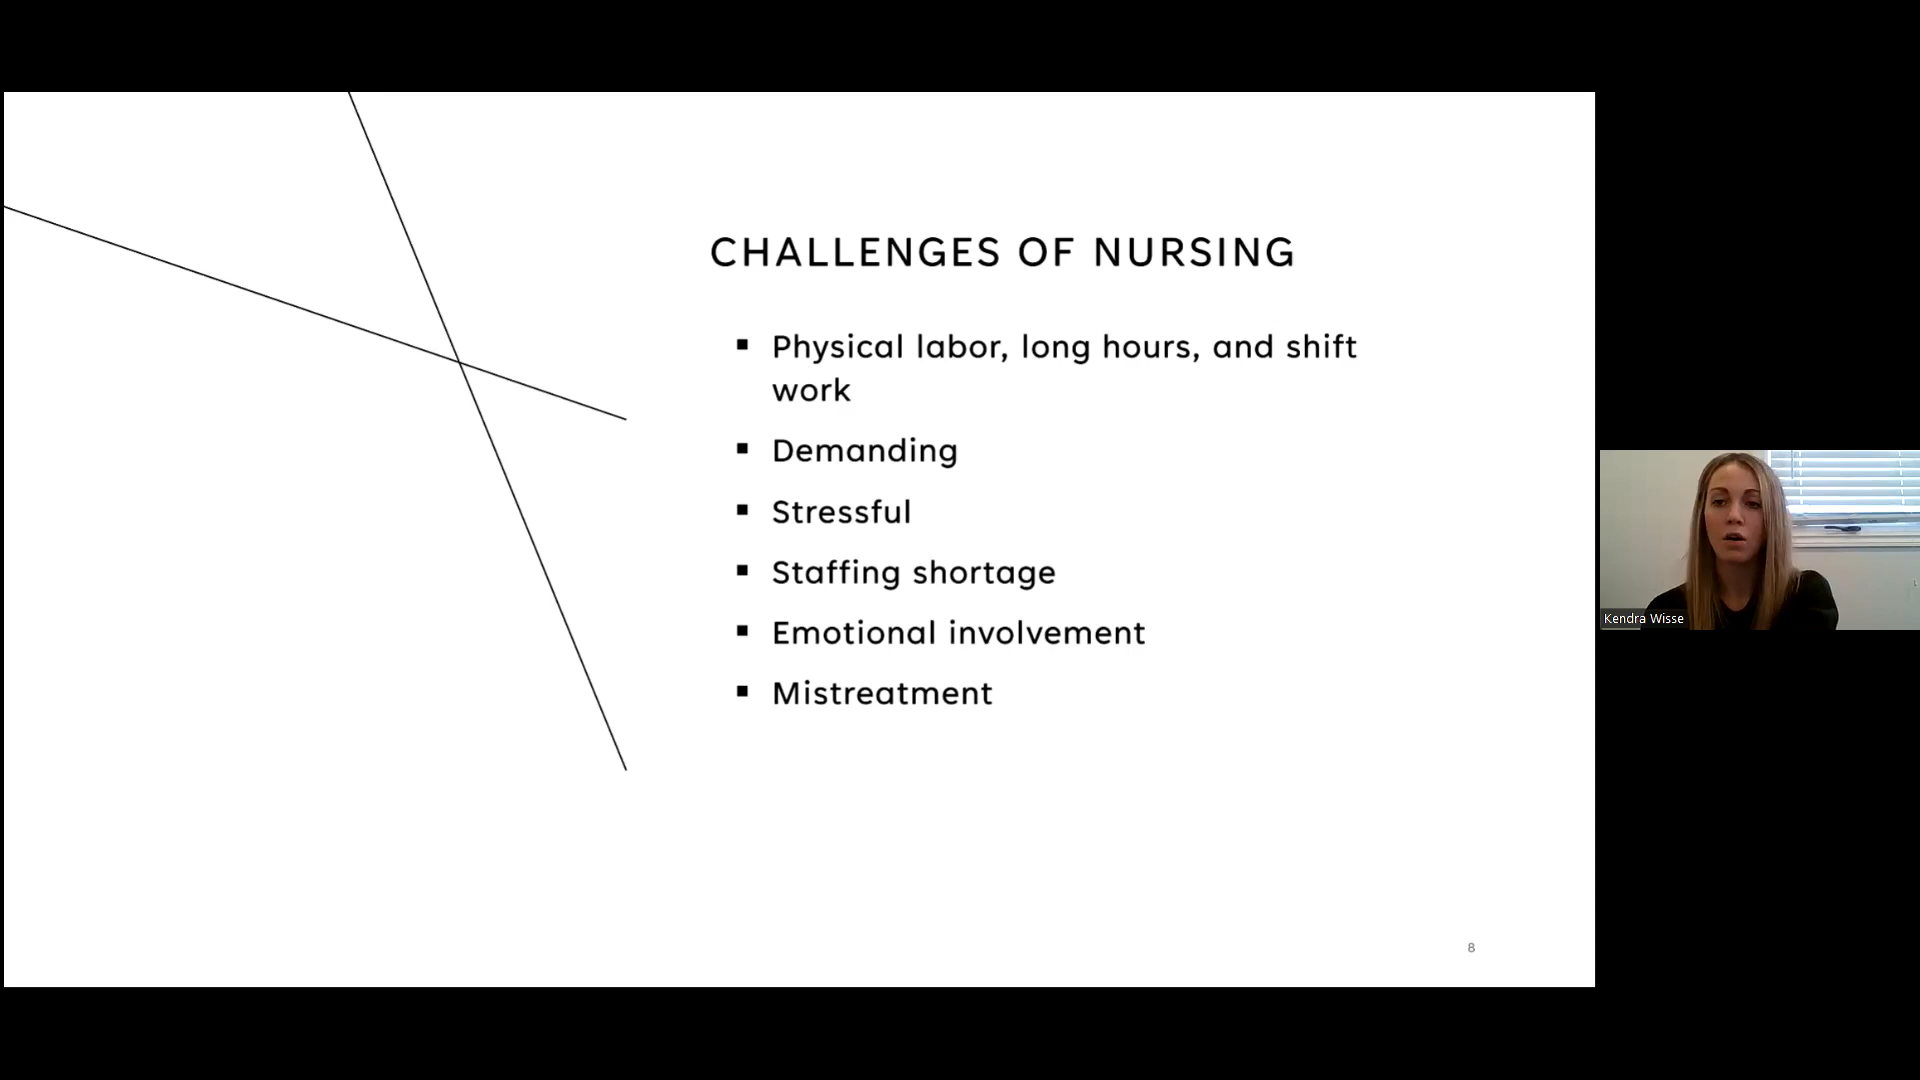 CHALLENGES OF NURSING
▪ Physical labor, long hours, and shift
work
▪ Demanding
▪ Stressful
▪ Staffing shortage
▪ Emotional involvement
▪ Mistreatment
Kendra Wisse
8